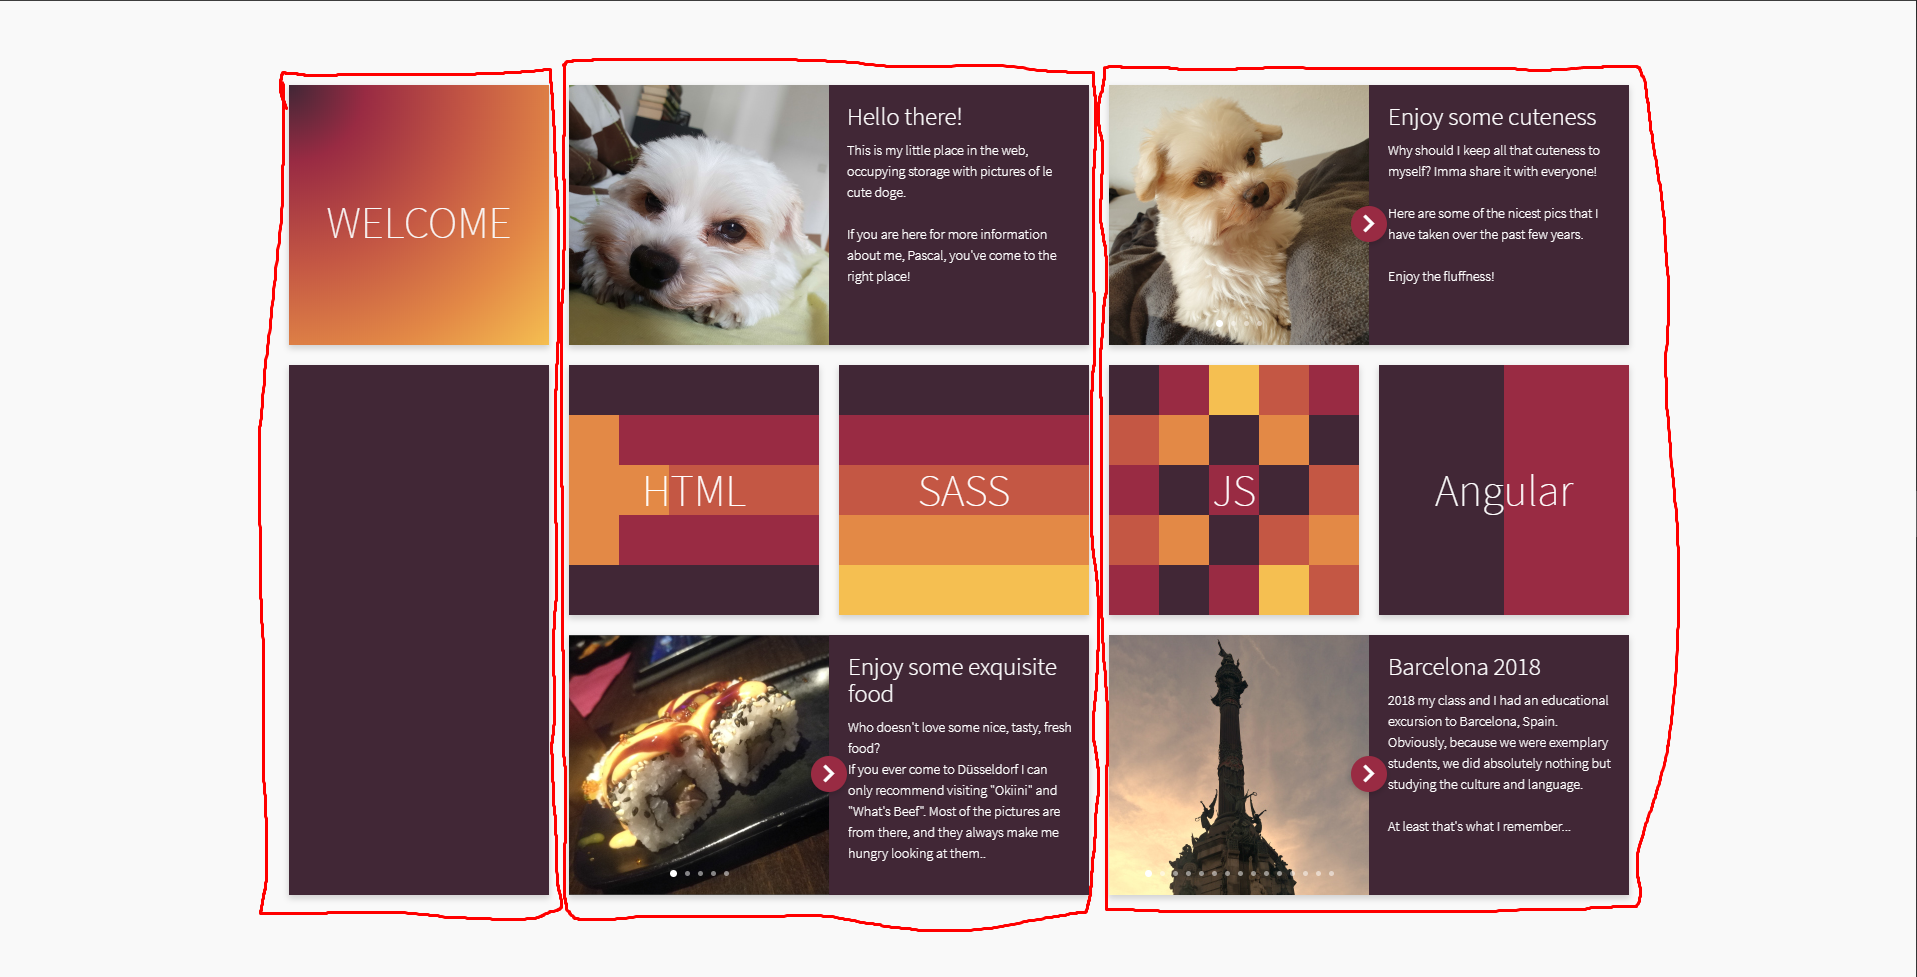 WELCOME
Hello there!
This is my little place in the web,
occupying storage with pictures of le
cute doge.
If you are here for more information
about me, Pascal, you've come to the
right place!
Enjoy some cuteness
Why should I keep all that cuteness to
myself? Imma share it with everyone!
Here are some of the nicest pics that I
have taken over the past few years.
Enjoy the fluffness!
HTML
SASS
JS
Angular
Enjoy some exquisite
food
Who doesn't love some nice, tasty, fresh
food?
If you ever come to Düsseldorf I can
only recommend visiting "Okiini" and
"What's Beef". Most of the pictures are
from there, and they always make me
hungry looking at them..
Barcelona 2018
2018 my class and I had an educational
excursion to Barcelona, Spain.
Obviously, because we were exemplary
students, we did absolutely nothing but
studying the culture and language.
At least that's what I remember...